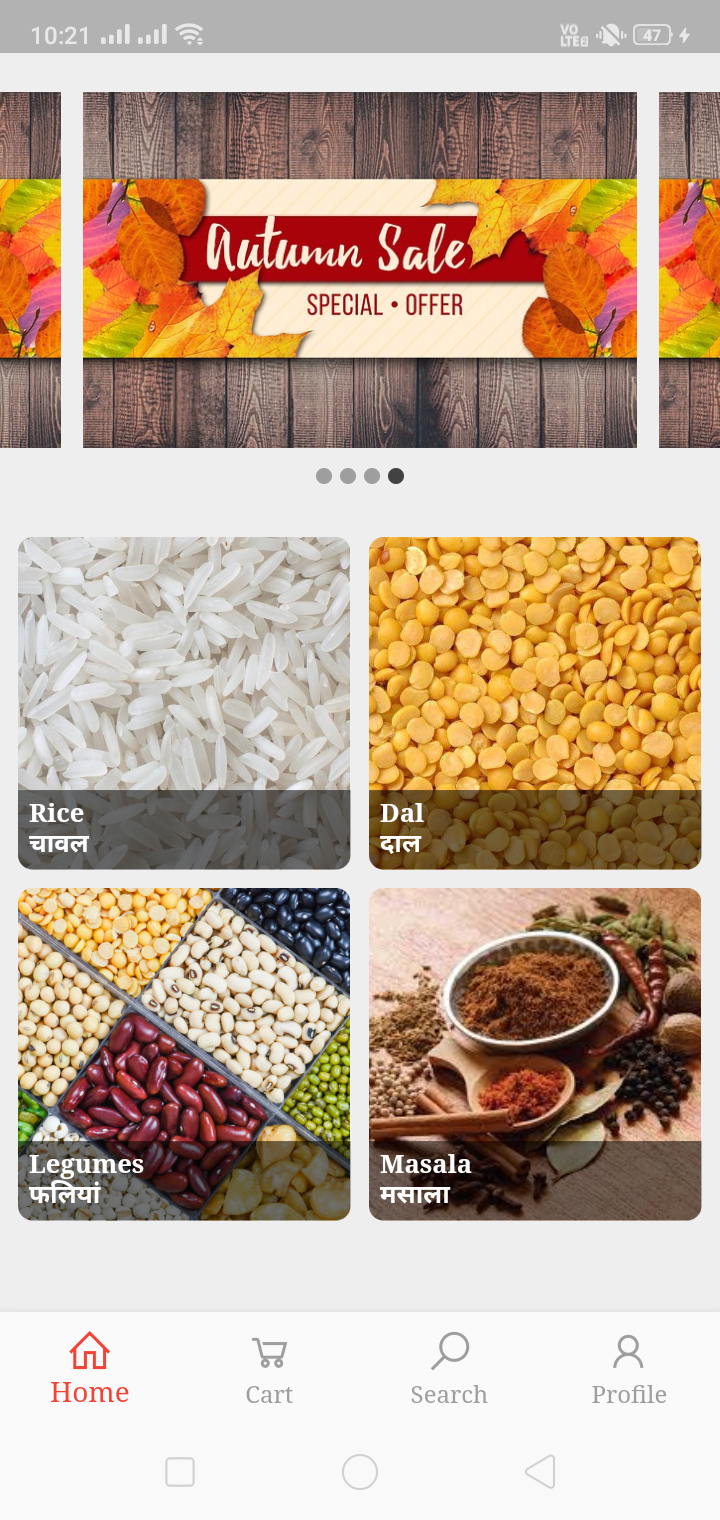 10:21
VO
LTE 2
47
Autumn Sale
SPECIAL • OFFER
Rice
चावल
Dal
दाल
Legumes
फलियां
Masala
मसाला
Home
Cart
Search
Profile